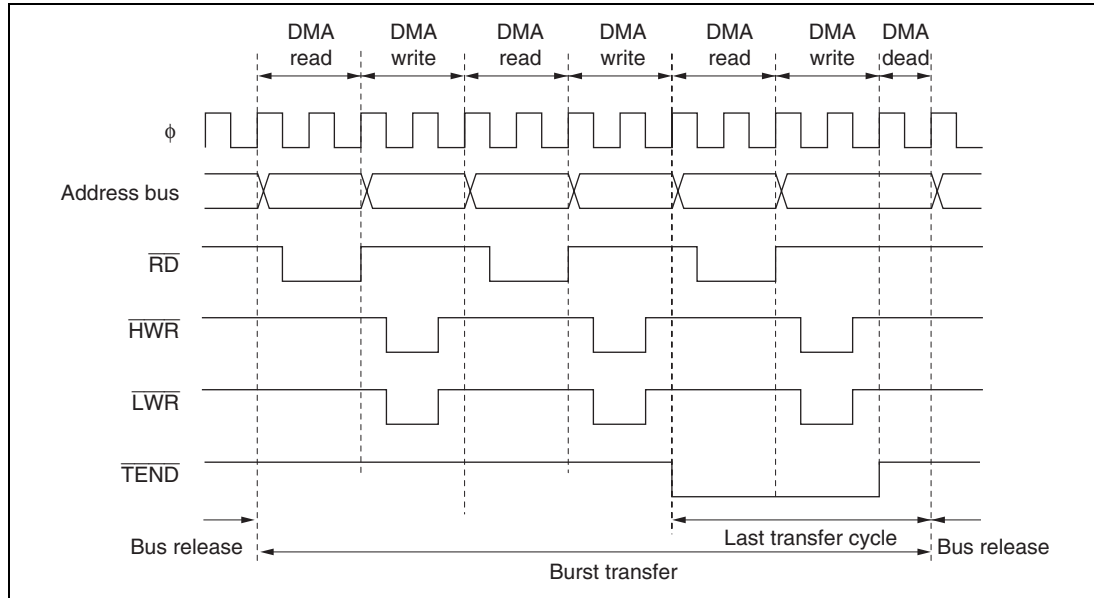 DMA read
DMA write
DMA read
DMA write
DMA read
DMA write
DMA dead
φ
Address bus
RD
HWR
LWR
TEND
Bus release
Last transfer cycle
Bus release
Burst transfer